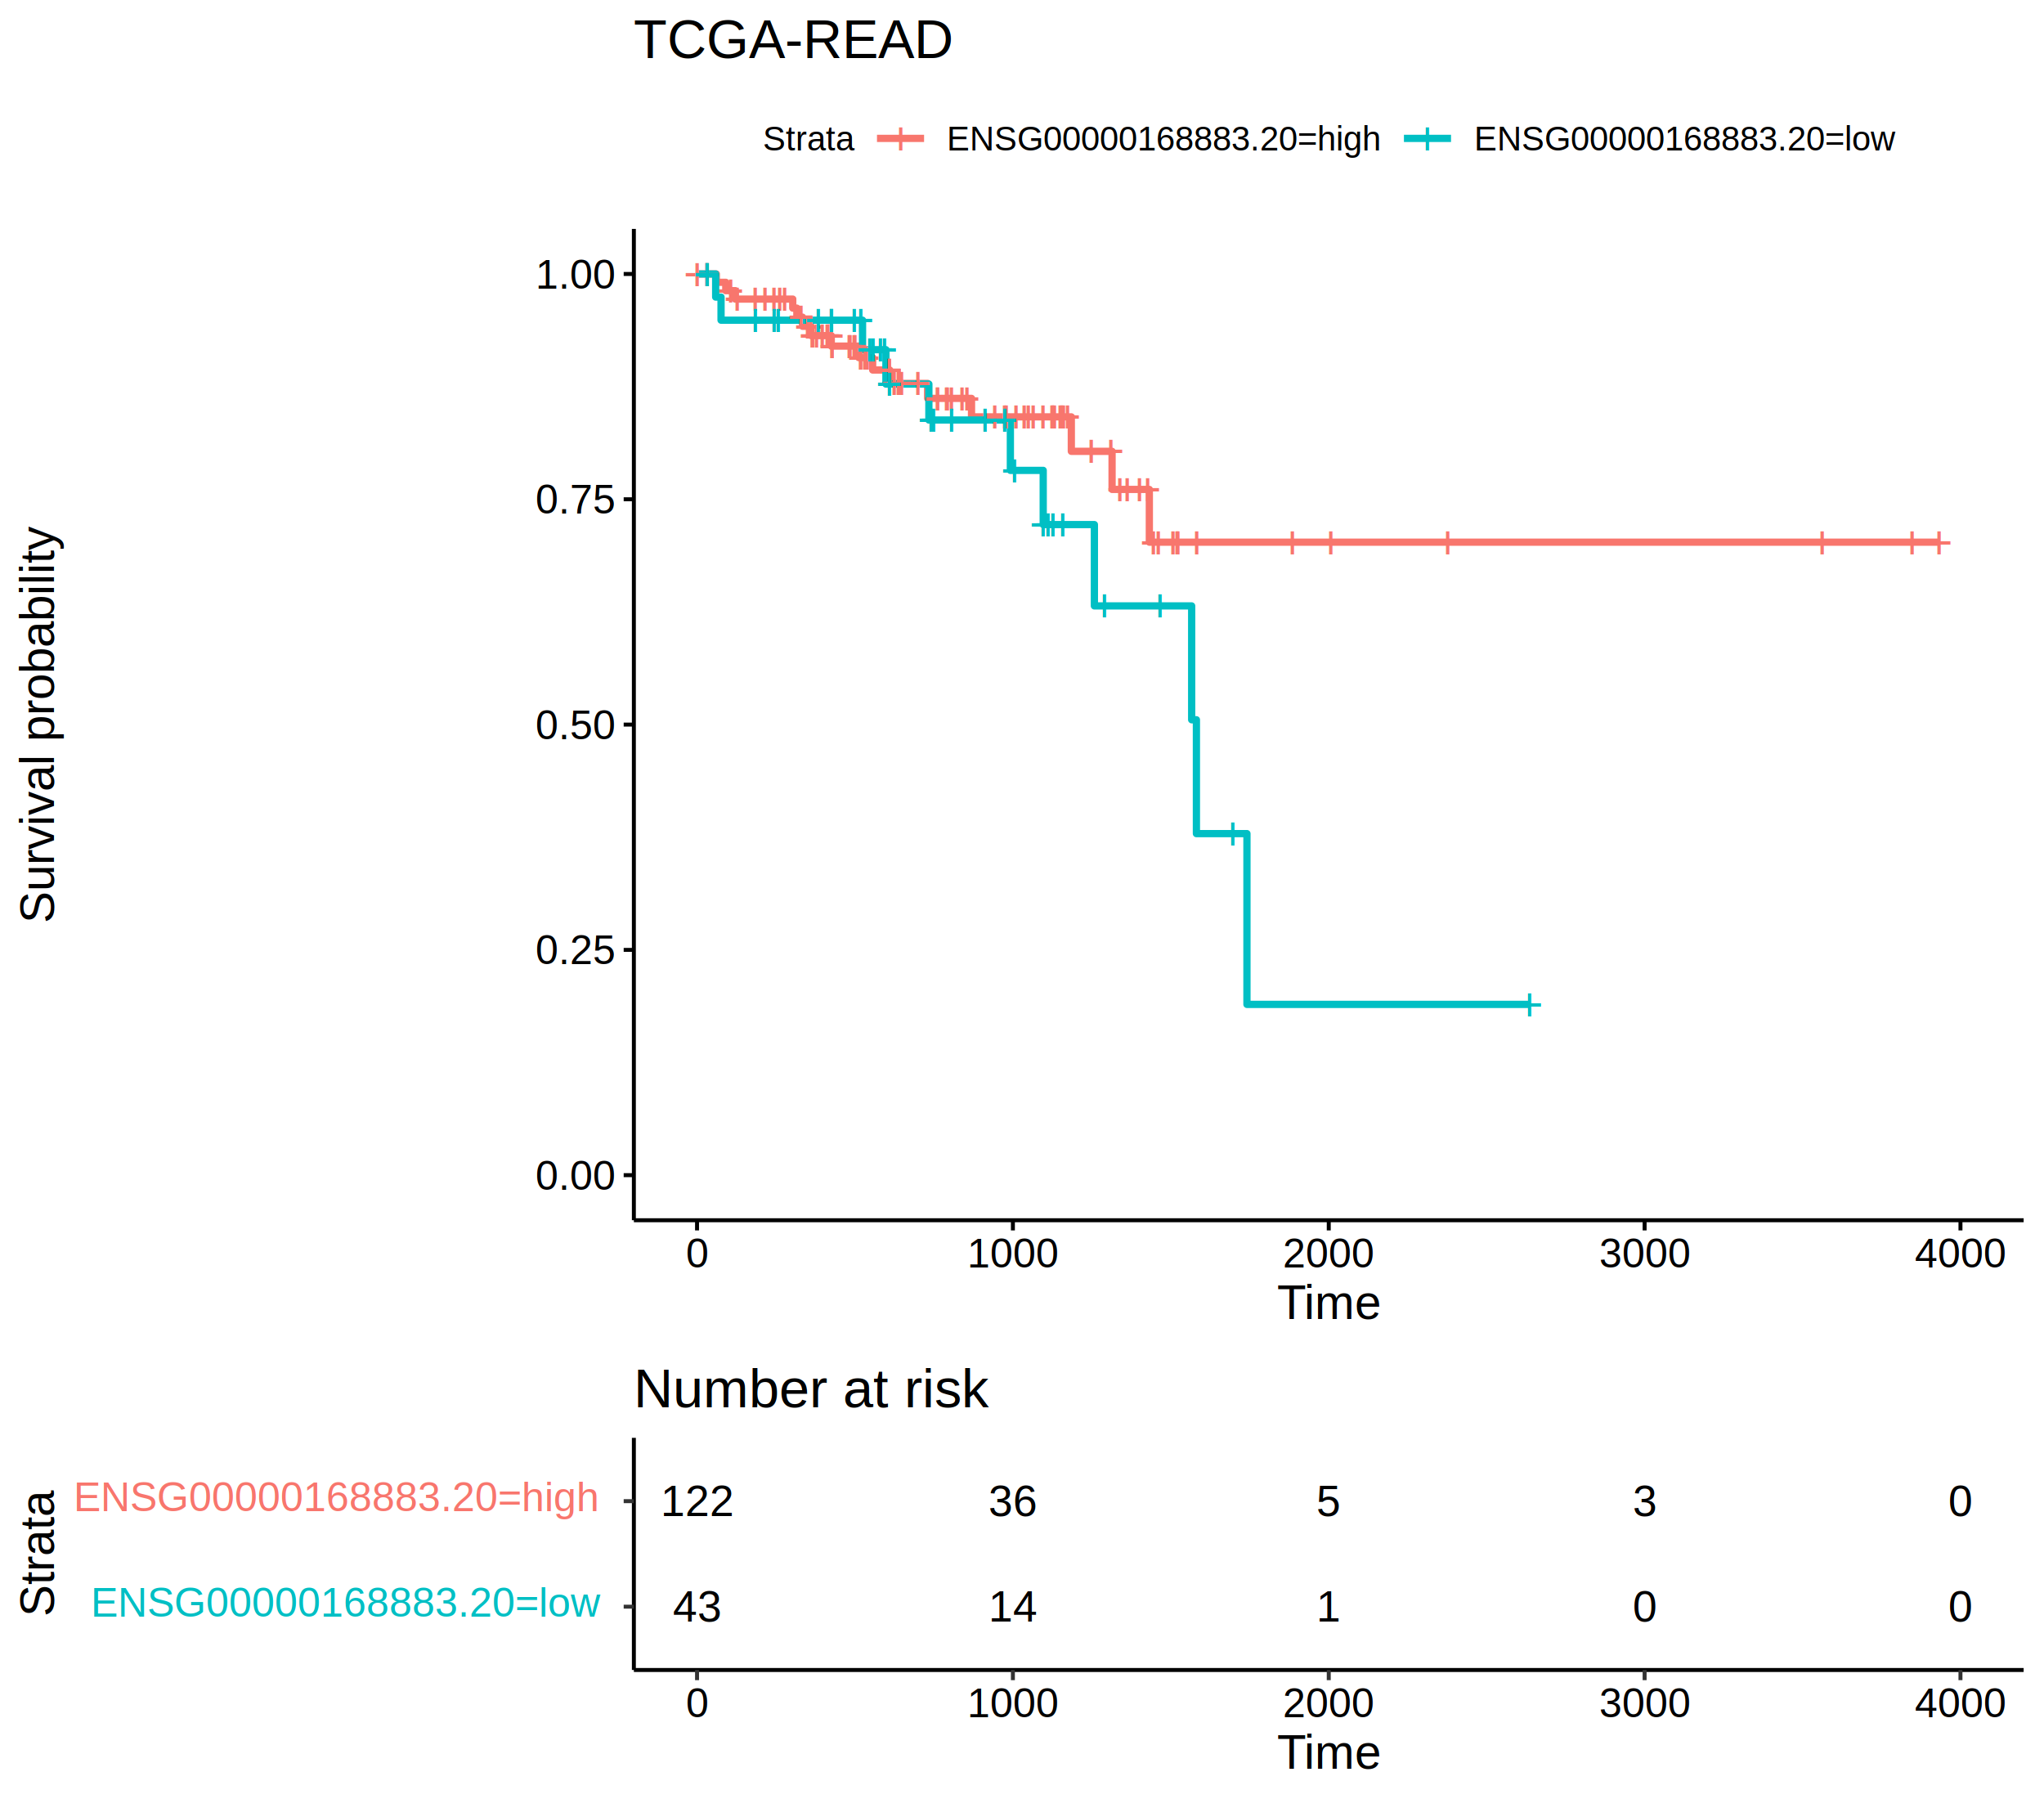 TCGA-READ
Strata ENSG00000168883.20=high ENSG00000168883.20=low
Survival probability
1.00
0.75
0.50
0.25
0.00
0 1000 2000 3000 4000
Time
Number at risk
Strata
ENSG00000168883.20=high 122 36 5 3 0
ENSG00000168883.20=low 43 14 1 0 0
0 1000 2000 3000 4000
Time